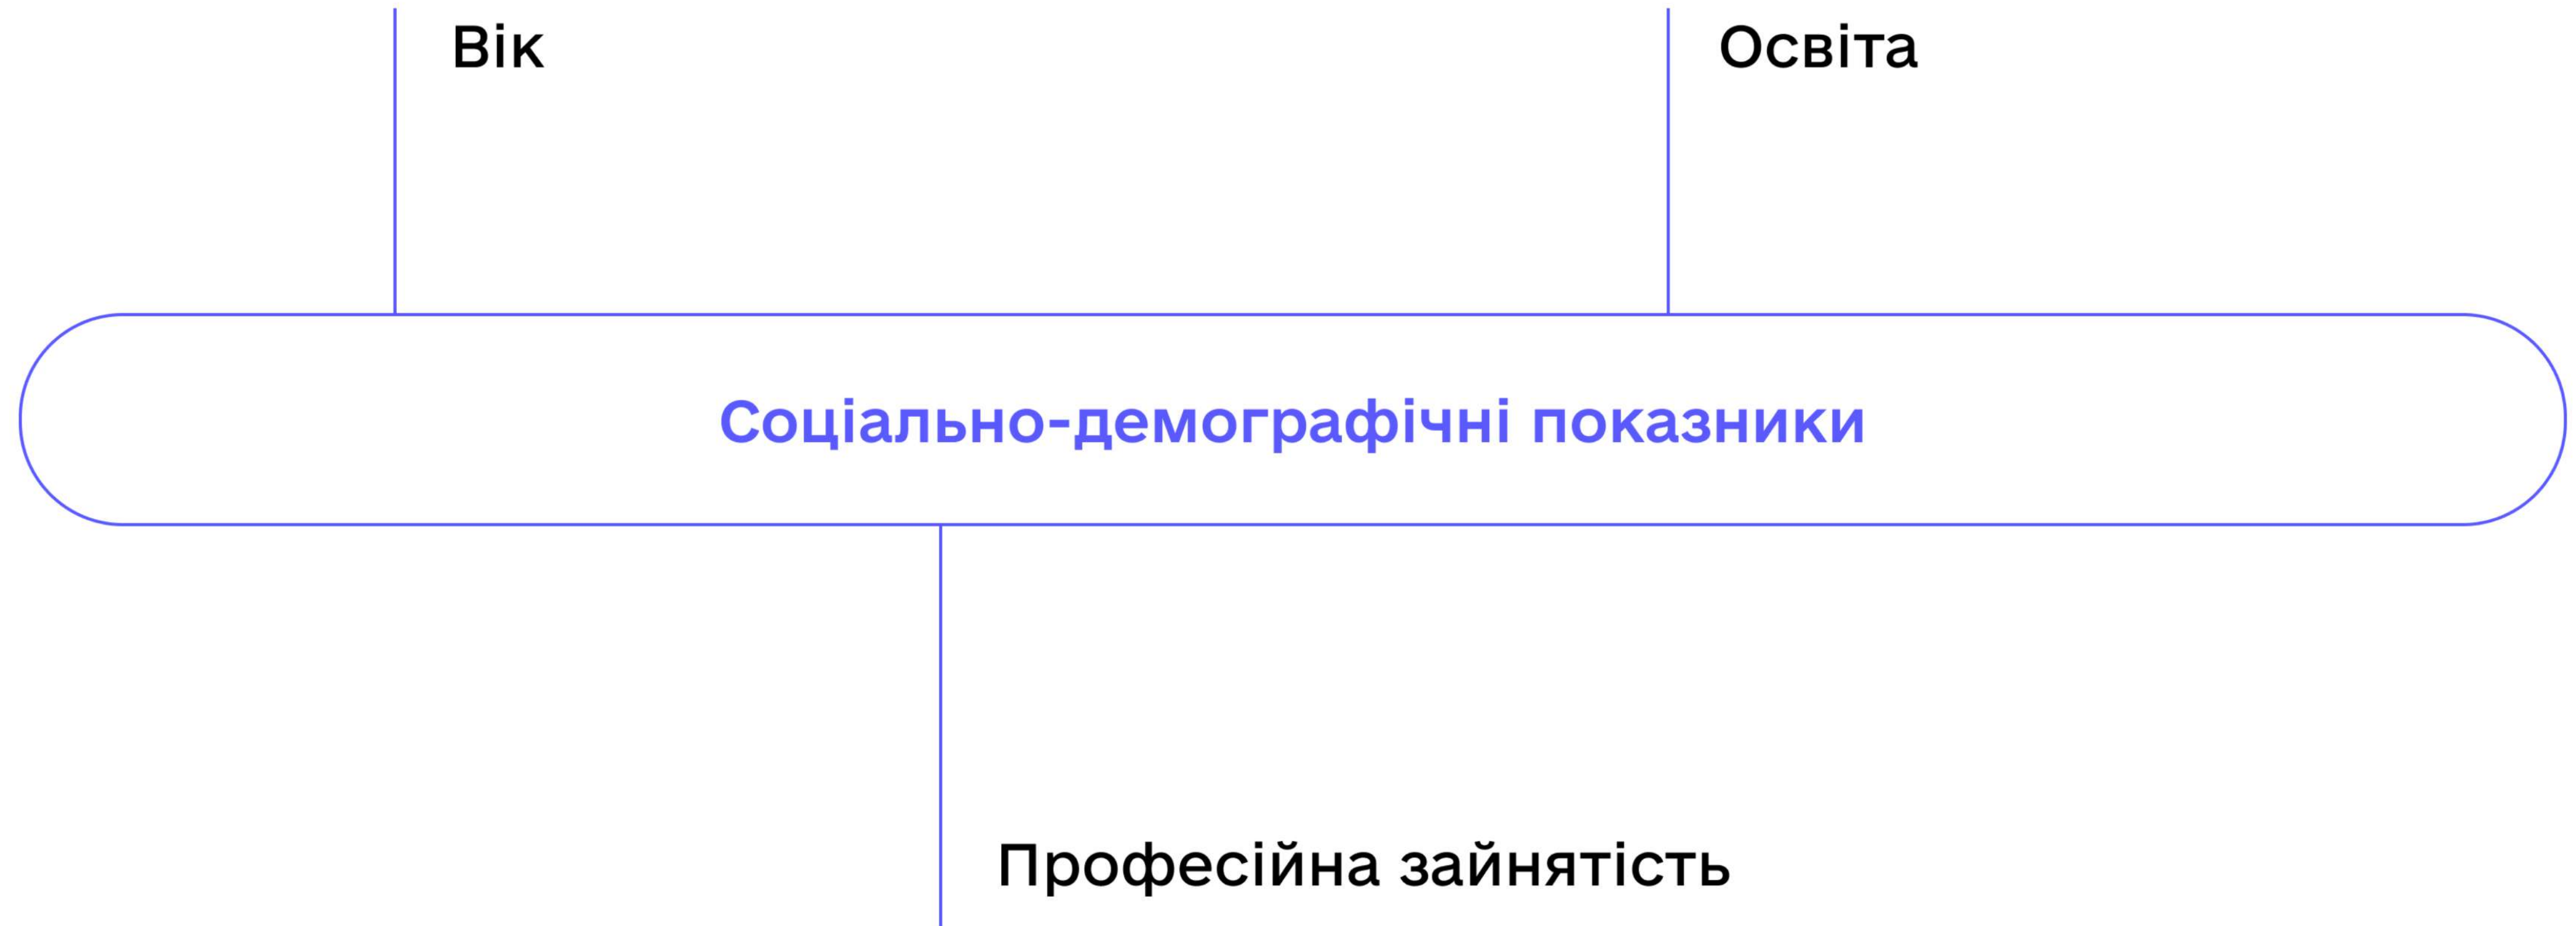 Вік
Освіта
Соціально-демографічні показники
Професійна зайнятість